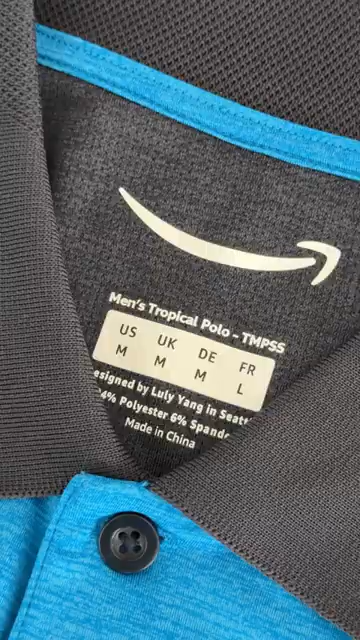 Men's Tropical Polo - TMPSS
US UK DE FR
M M M L
esigned by Luly Yang in Seatt
4% Polyester 6% Spand
Made in China